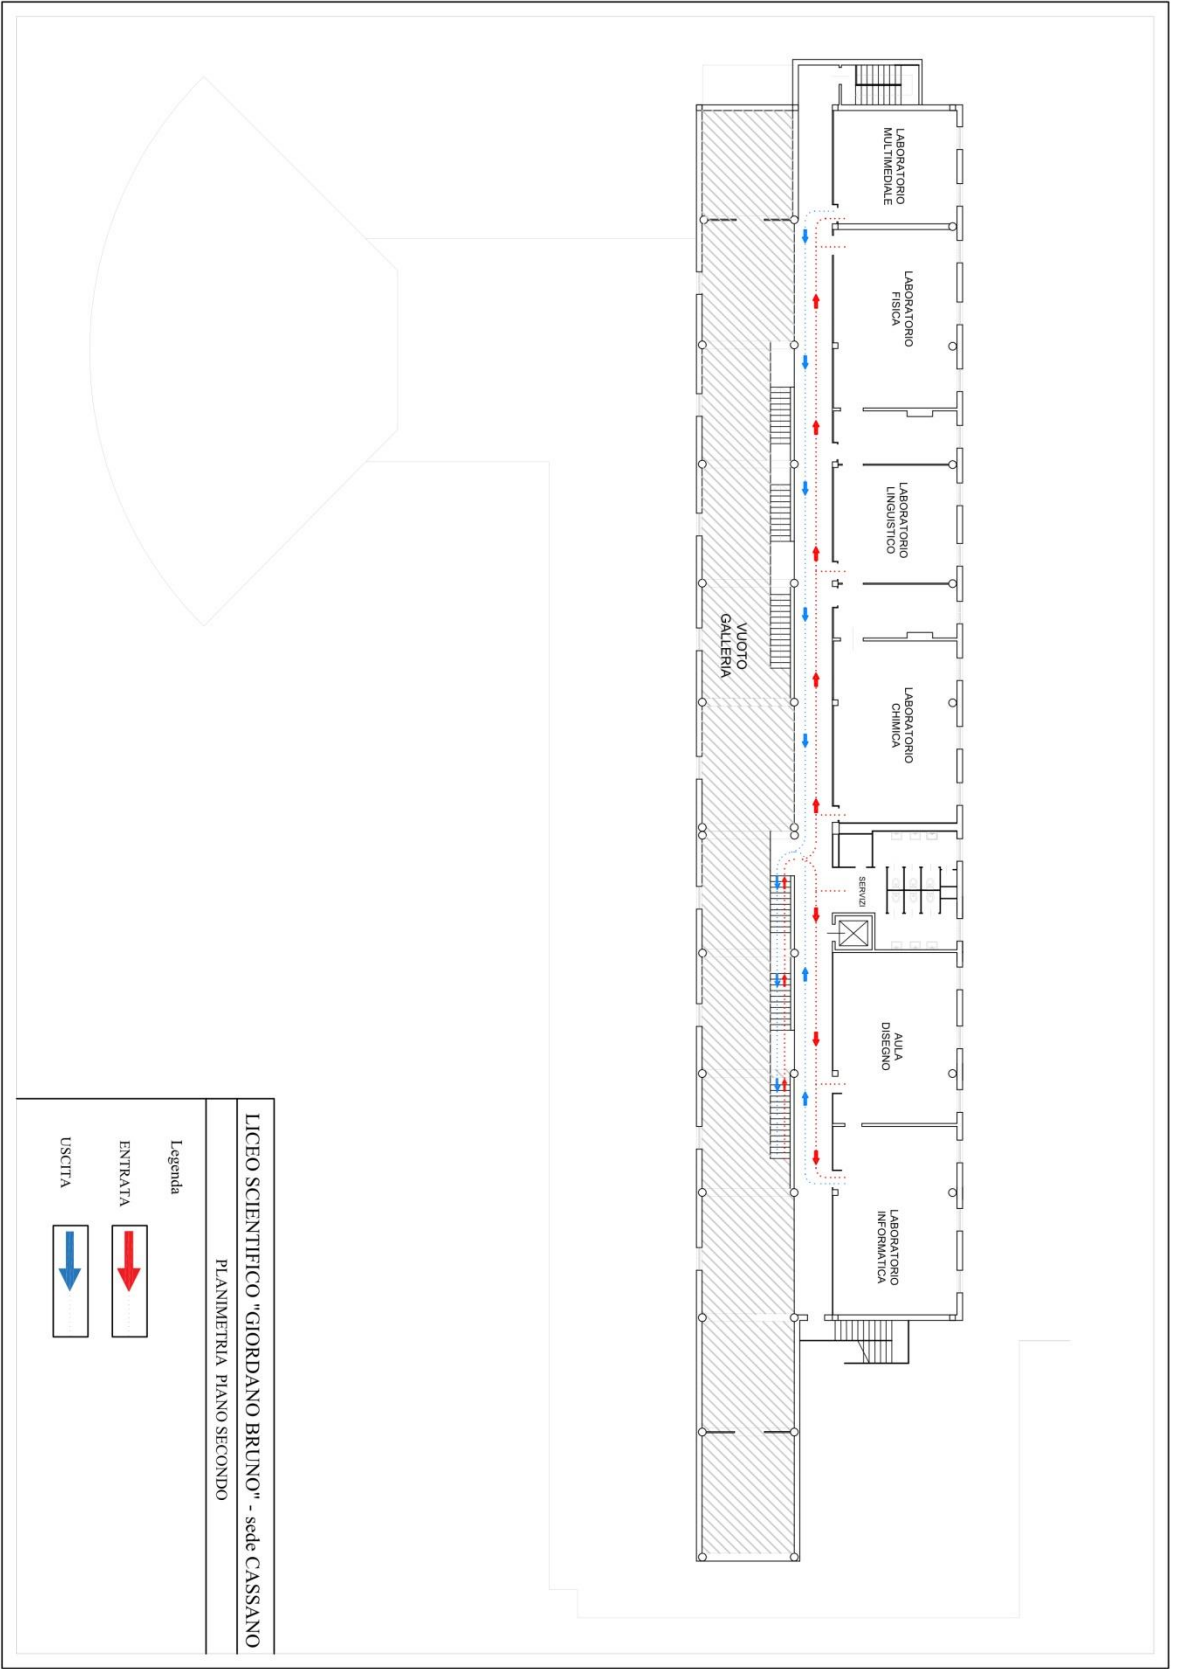 LABORATORIO
MULTIMEDIALE
LABORATORIO
FISICA
LABORATORIO
LINGUISTICO
LABORATORIO
CHIMICA
SERVIZI
AULA
DISEGNO
LABORATORIO
INFORMATICA
VUOTO
GALLERIA
LICEO SCIENTIFICO "GIORDANO BRUNO" - sede CASSANO
PLANIMETRIA PIANO SECONDO
Legenda
ENTRATA
USCITA